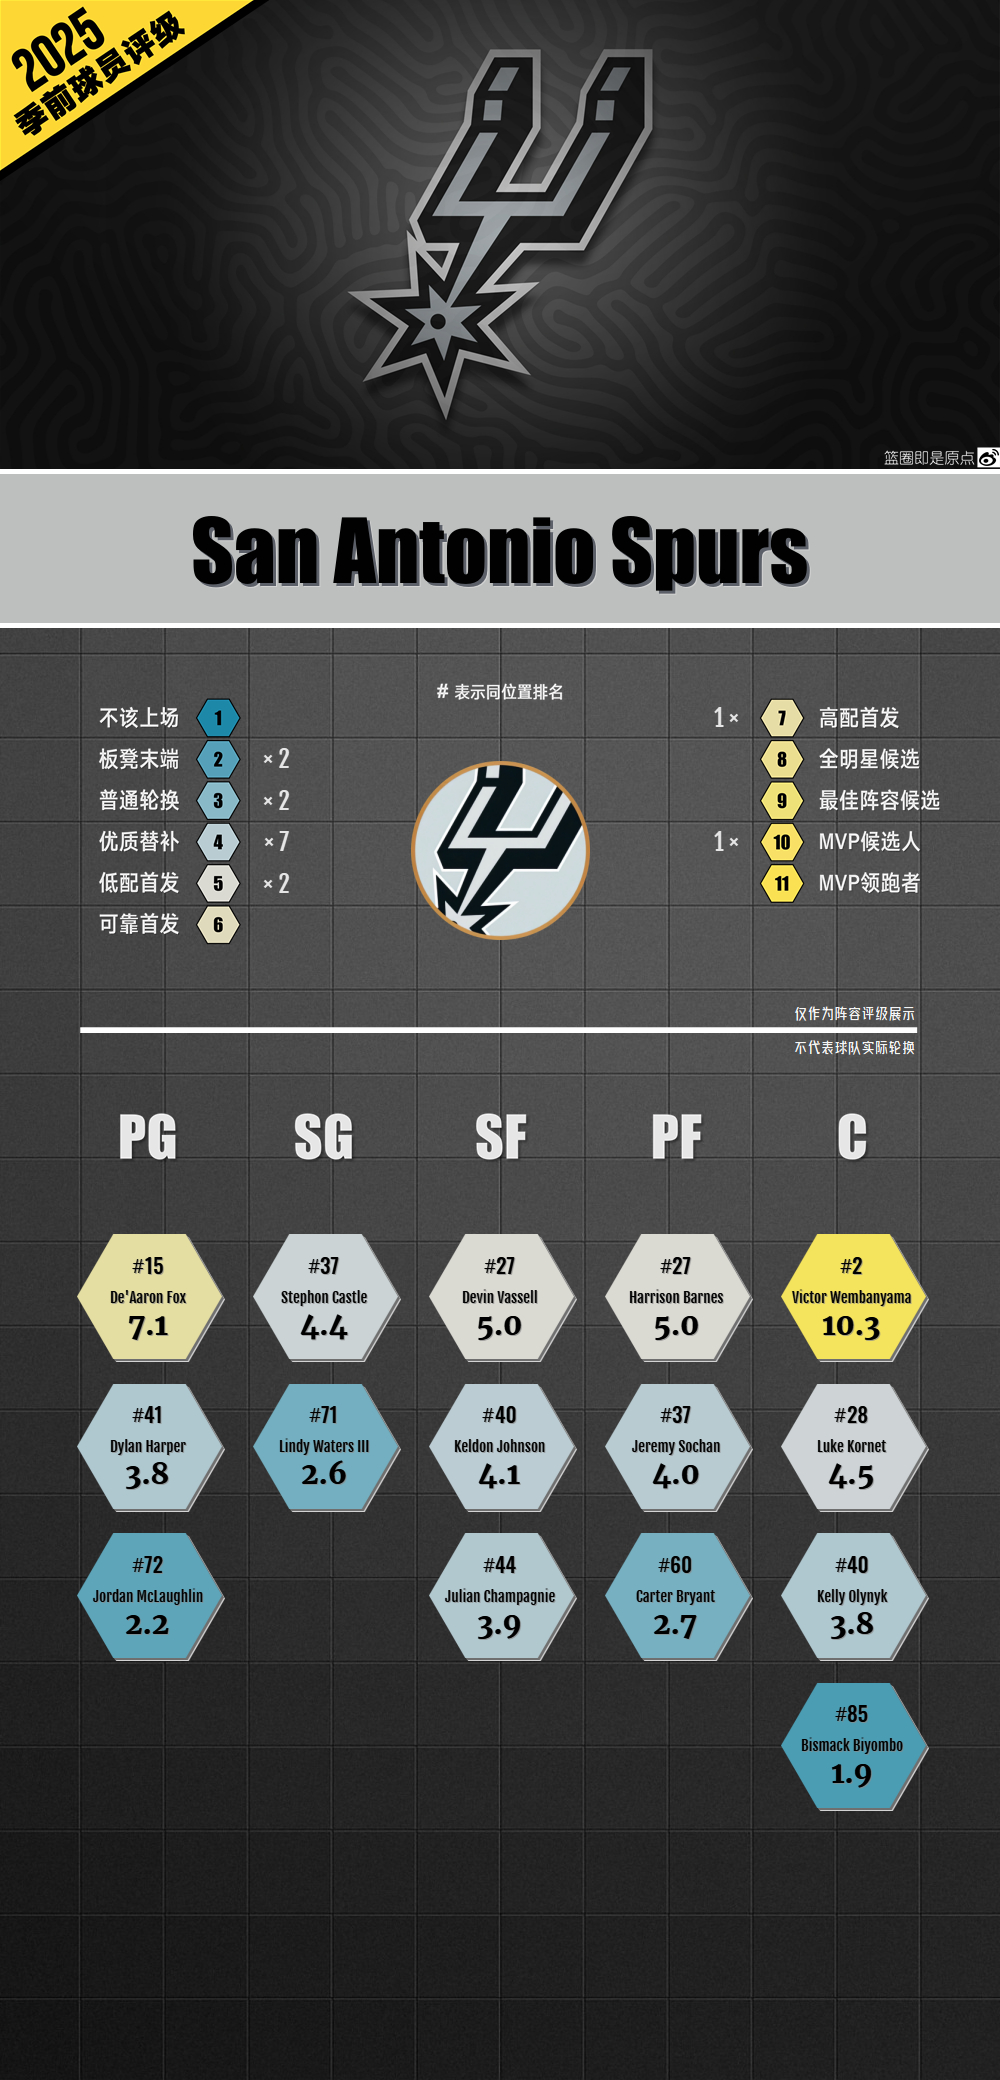 2025
季前球员评级
篮圈即是原点
San Antonio Spurs
# 表示同位置排名
不该上场 1
板凳末端 2 ×2
普通轮换 3 ×2
优质替补 4 ×7
低配首发 5 ×2
可靠首发 6
1× 7 高配首发
8 全明星候选
9 最佳阵容候选
1× 10 MVP候选人
11 MVP领跑者
仅作为阵容评级展示
不代表球队实际轮换
PG SG SF PF C
#15 #37 #27 #27 #2
De'Aaron Fox Stephon Castle Devin Vassell Harrison Barnes Victor Wembanyama
7.1 4.4 5.0 5.0 10.3
#41 #71 #40 #37 #28
Dylan Harper Lindy Waters III Keldon Johnson Jeremy Sochan Luke Kornet
3.8 2.6 4.1 4.0 4.5
#72 #44 #60 #40
Jordan McLaughlin Julian Champagnie Carter Bryant Kelly Olynyk
2.2 3.9 2.7 3.8
#85
Bismack Biyombo
1.9